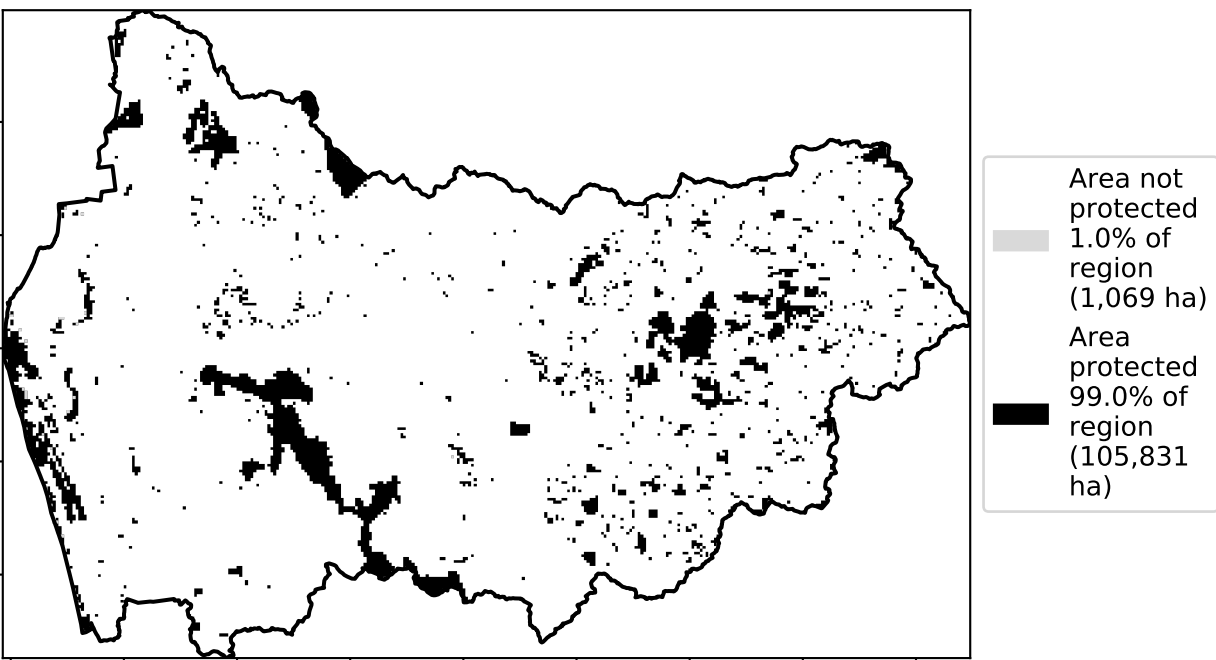 Area not
protected
1.0% of
region
(1,069 ha)
Area
protected
99.0% of
region
(105,831
ha)